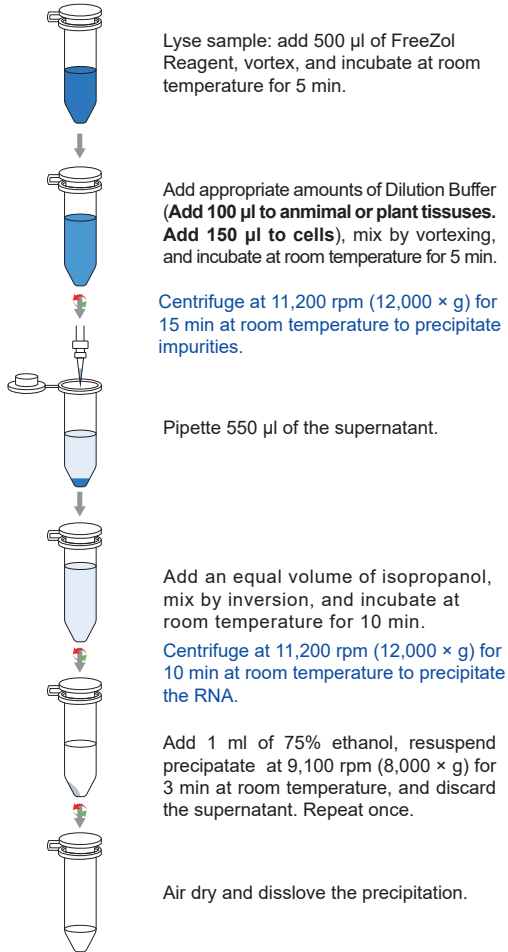 Lyse sample: add 500 µl of FreeZol
Reagent, vortex, and incubate at room
temperature for 5 min.
Add appropriate amounts of Dilution Buffer
(Add 100 µl to anmimal or plant tissuses.
Add 150 µl to cells), mix by vortexing,
and incubate at room temperature for 5 min.
Centrifuge at 11,200 rpm (12,000 × g) for
15 min at room temperature to precipitate
impurities.
Pipette 550 µl of the supernatant.
Add an equal volume of isopropanol,
mix by inversion, and incubate at
room temperature for 10 min.
Centrifuge at 11,200 rpm (12,000 × g) for
10 min at room temperature to precipitate
the RNA.
Add 1 ml of 75% ethanol, resuspend
precipatate at 9,100 rpm (8,000 × g) for
3 min at room temperature, and discard
the supernatant. Repeat once.
Air dry and disslove the precipitation.